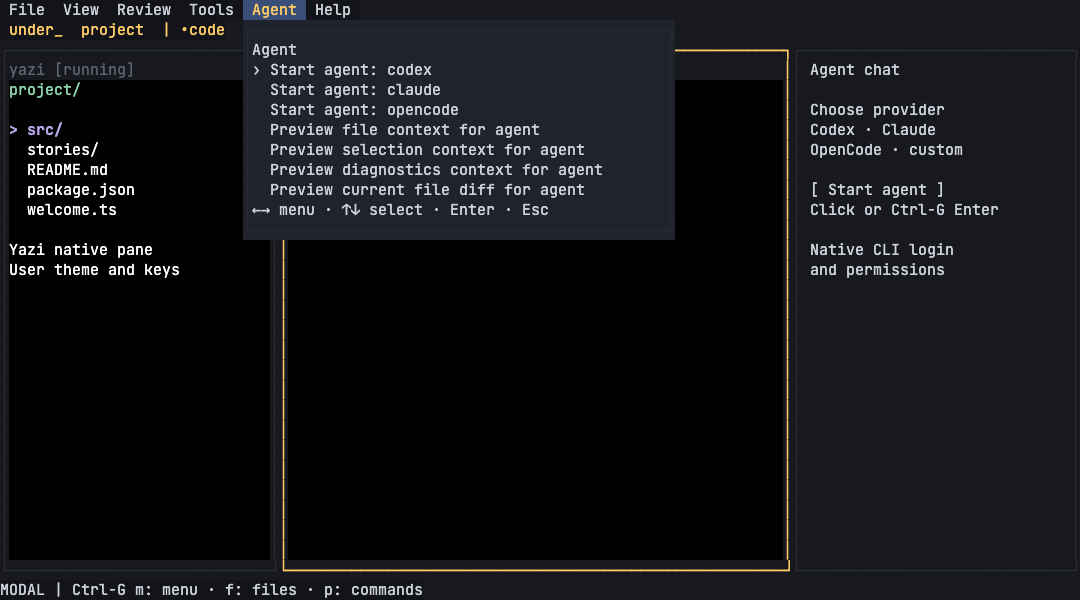 File View Review Tools Agent Help
under_ project | •code
Agent
› Start agent: codex
Start agent: claude
Start agent: opencode
Preview file context for agent
Preview selection context for agent
Preview diagnostics context for agent
Preview current file diff for agent
←→ menu · ↑↓ select · Enter · Esc
yazi [running]
project/
> src/
stories/
README.md
package.json
welcome.ts
Yazi native pane
User theme and keys
Agent chat
Choose provider
Codex · Claude
OpenCode · custom
[ Start agent ]
Click or Ctrl-G Enter
Native CLI login
and permissions
MODAL | Ctrl-G m: menu · f: files · p: commands